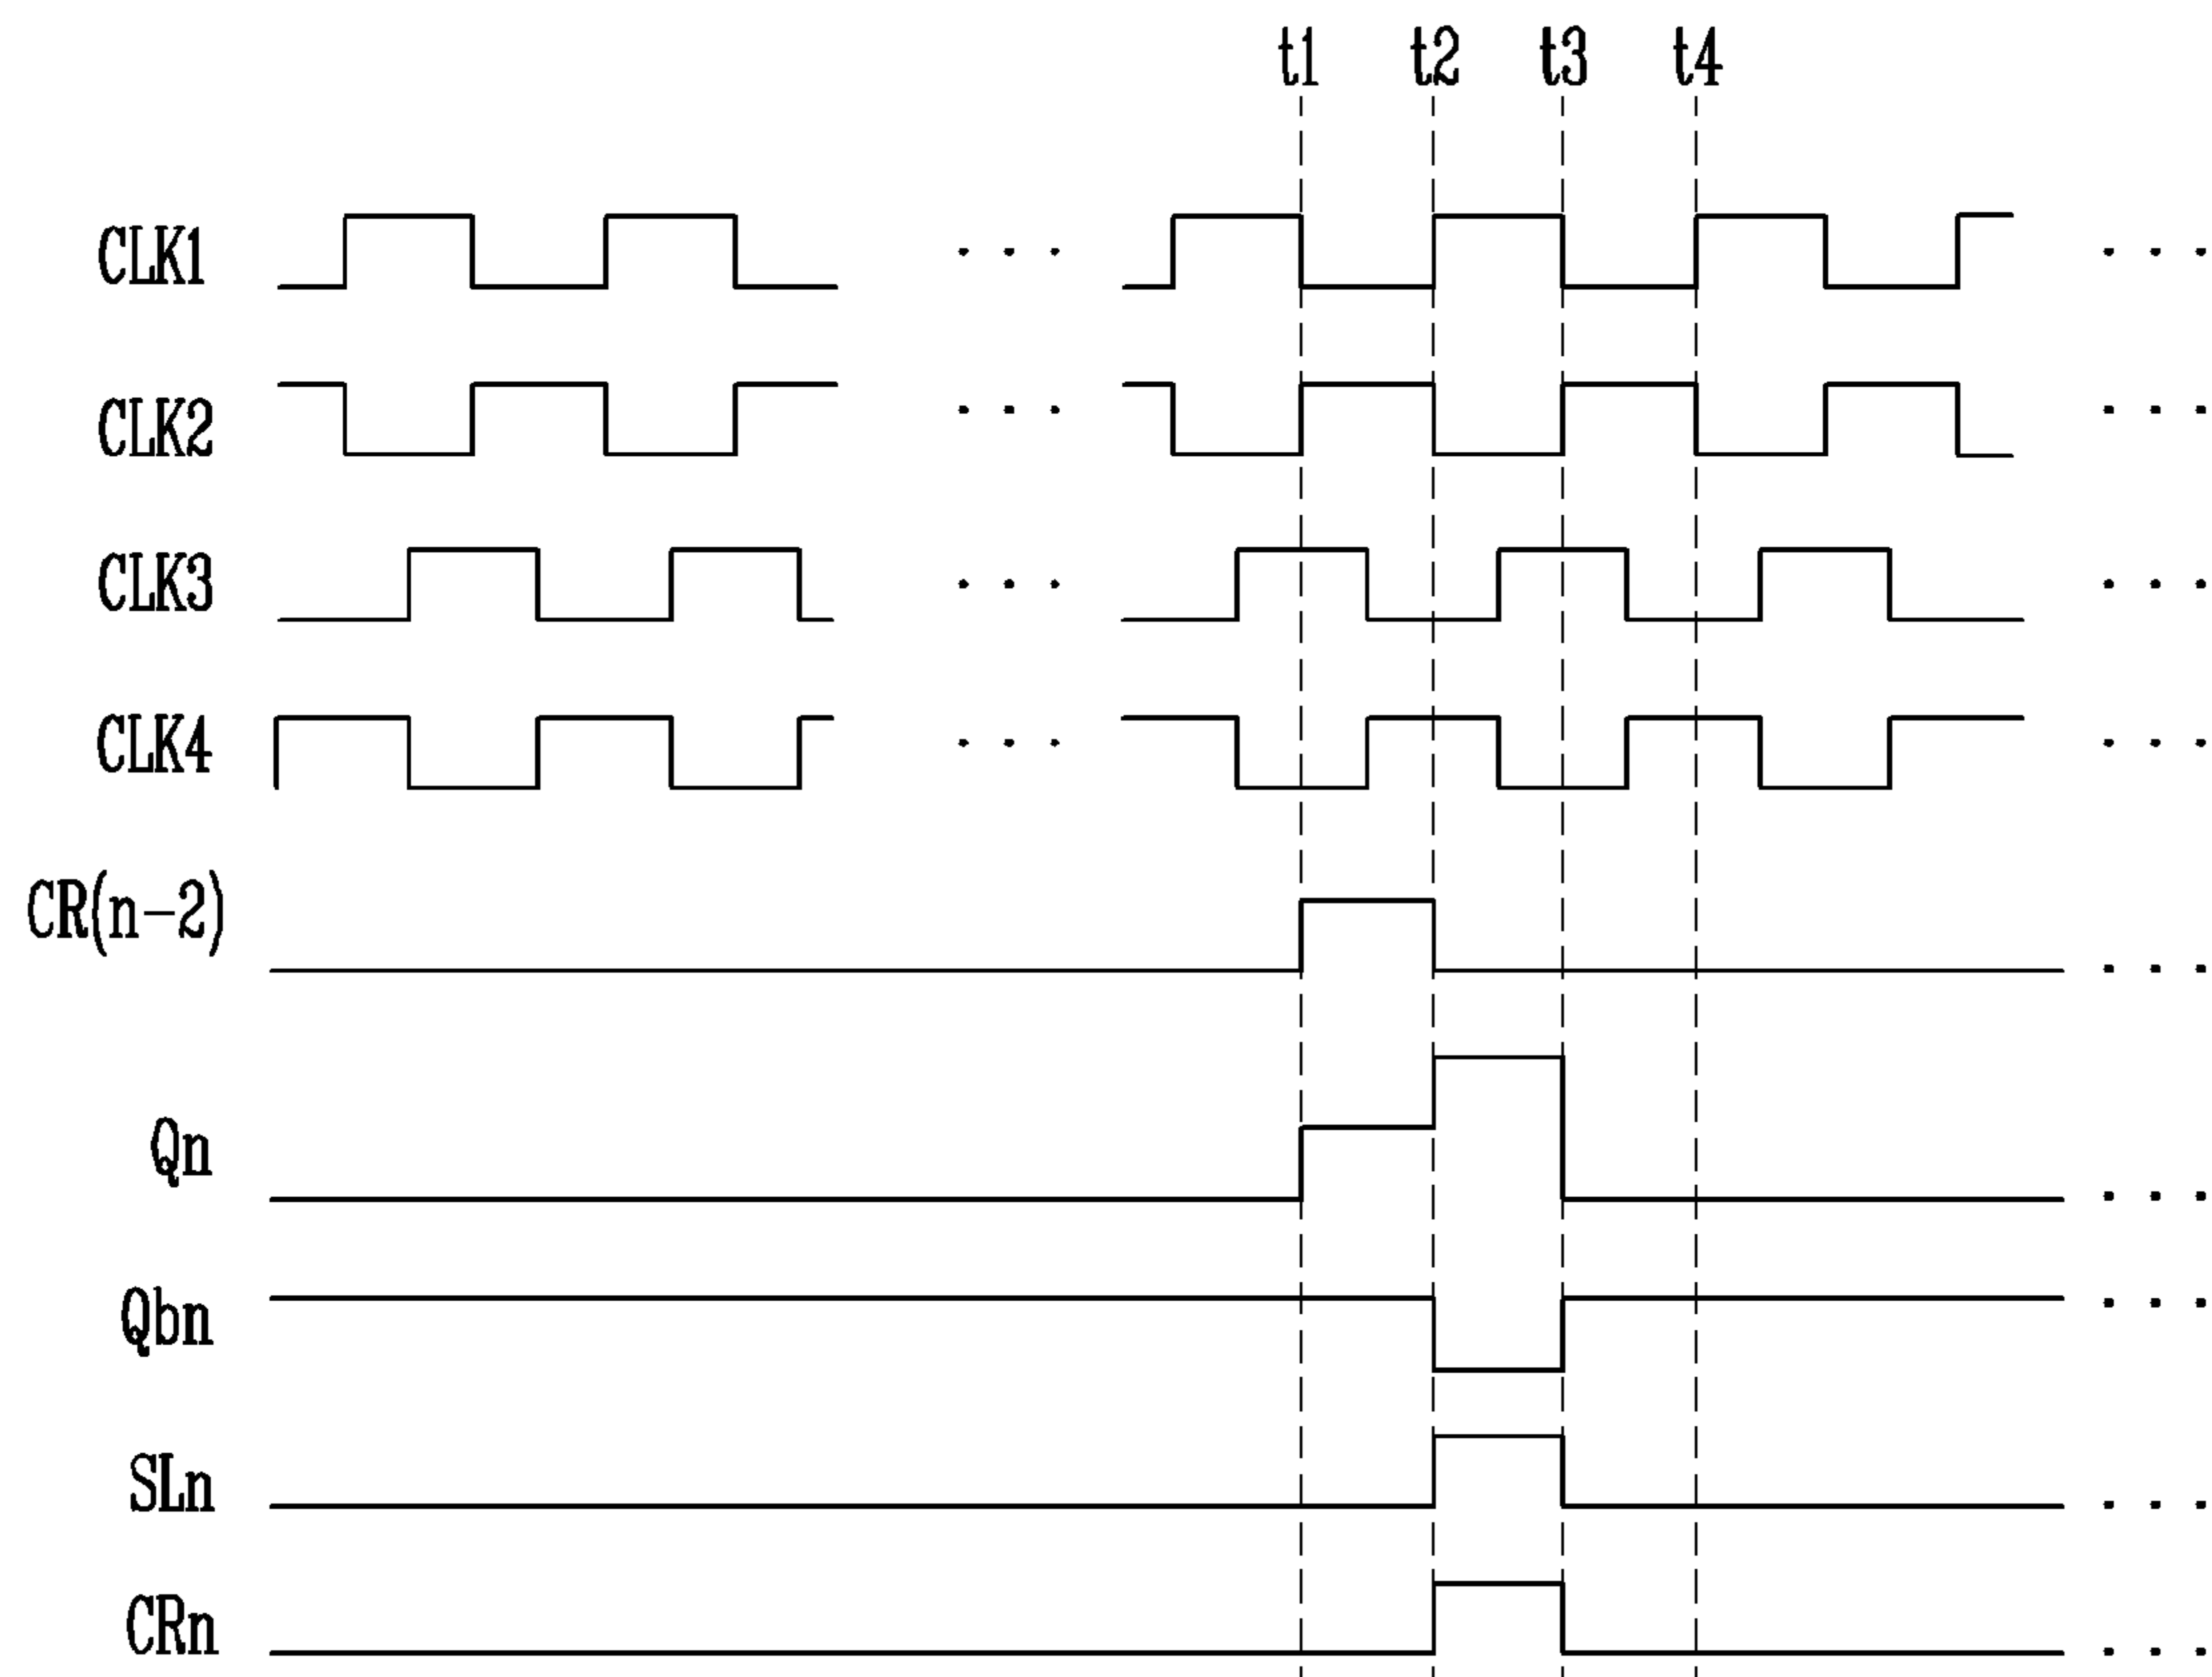 t1 t2 t3 t4
CLK1 . . . . . .
CLK2 . . . . . .
CLK3 . . . . . .
CLK4 . . . . . .
CR(n-2) . . .
Qn . . .
Qbn . . .
SLn . . .
CRn . . .